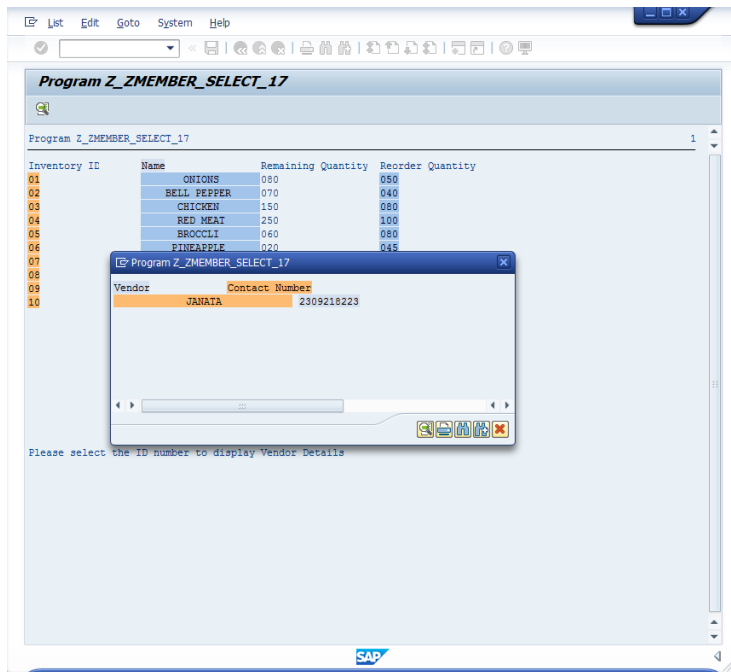 List Edit Goto System Help
Program Z_ZMEMBER_SELECT_17
Program Z_ZMEMBER_SELECT_17 1
Inventory ID Name Remaining Quantity Reorder Quantity
01 ONIONS 080 050
02 BELL PEPPER 070 040
03 CHICKEN 150 080
04 RED MEAT 250 100
05 BROCCLI 060 080
06 PINEAPPLE 020 045
07
08
09
10
Program Z_ZMEMBER_SELECT_17
Vendor Contact Number
JANATA 2309218223
Please select the ID number to display Vendor Details
SAP